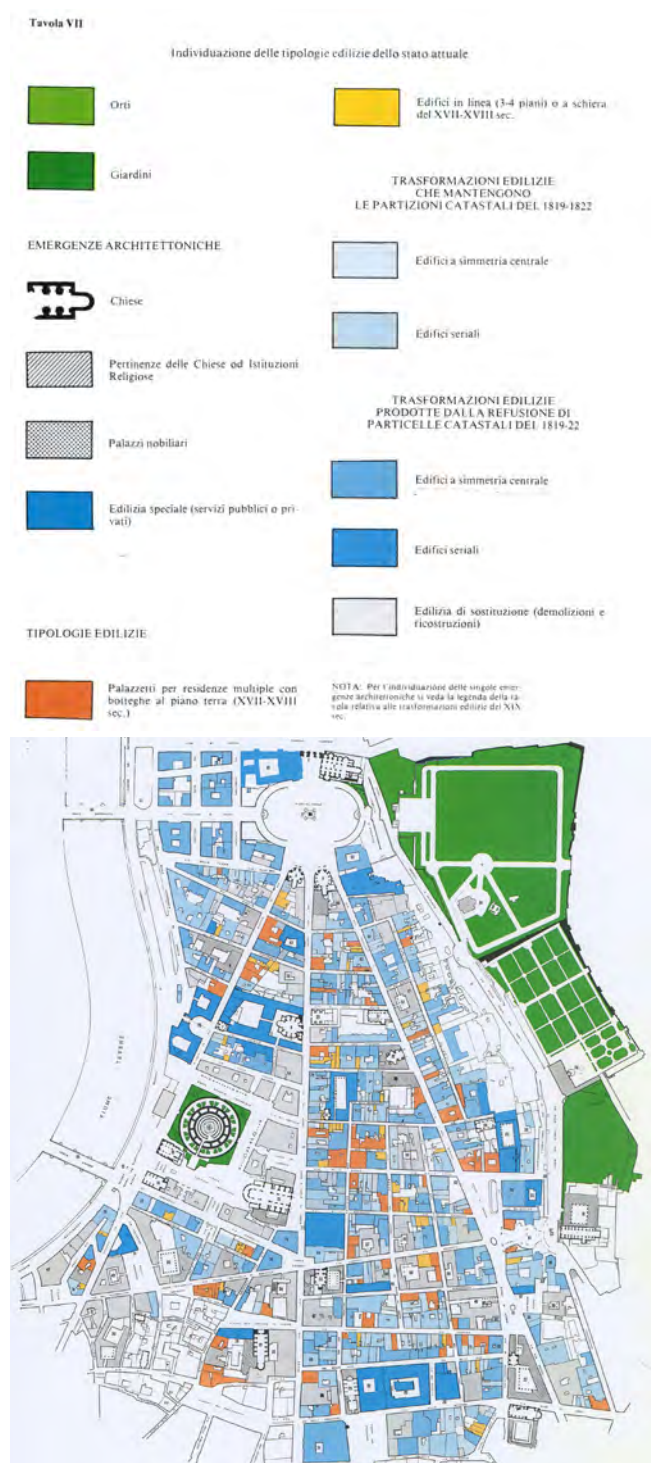 Tavola VII
Individuazione delle tipologie edilizie dello stato attuale
Orti
Giardini
EMERGENZE ARCHITETTONICHE
Chiese
Pertinenze delle Chiese od Istituzioni
Religiose
Palazzi nobiliari
Edilizia speciale (servizi pubblici o pri-
vati)
TIPOLOGIE EDILIZIE
Palazzetti per residenze multiple con
botteghe al piano terra (XVII-XVIII
sec.)
Edifici in linea (3-4 piani) o a schiera
del XVII-XVIII sec.
TRASFORMAZIONI EDILIZIE
CHE MANTENGONO
LE PARTIZIONI CATASTALI DEL 1819-1822
Edifici a simmetria centrale
Edifici seriali
TRASFORMAZIONI EDILIZIE
PRODOTTE DALLA REFUSIONE DI
PARTICELLE CATASTALI DEL 1819-22
Edifici a simmetria centrale
Edifici seriali
Edilizia di sostituzione (demolizioni e
ricostruzioni)
NOTA: Per l'individuazione delle singole emer-
genze architettoniche si veda la legenda della ta-
vola relativa alle trasformazioni edilizie del XIX
sec.
FIUME TEVERE